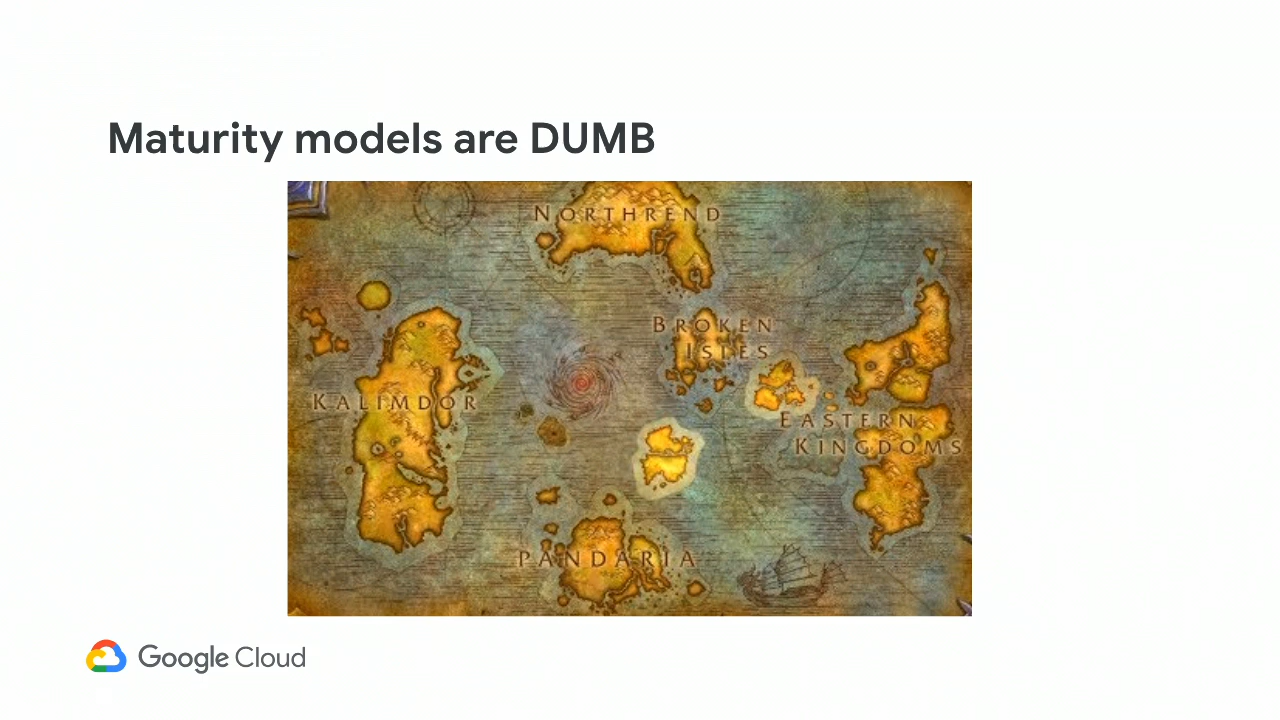 Maturity models are DUMB
NORTHREND
BROKEN
ISLES
KALIMDOR
EASTERN
KINGDOMS
PANDARIA
Google Cloud